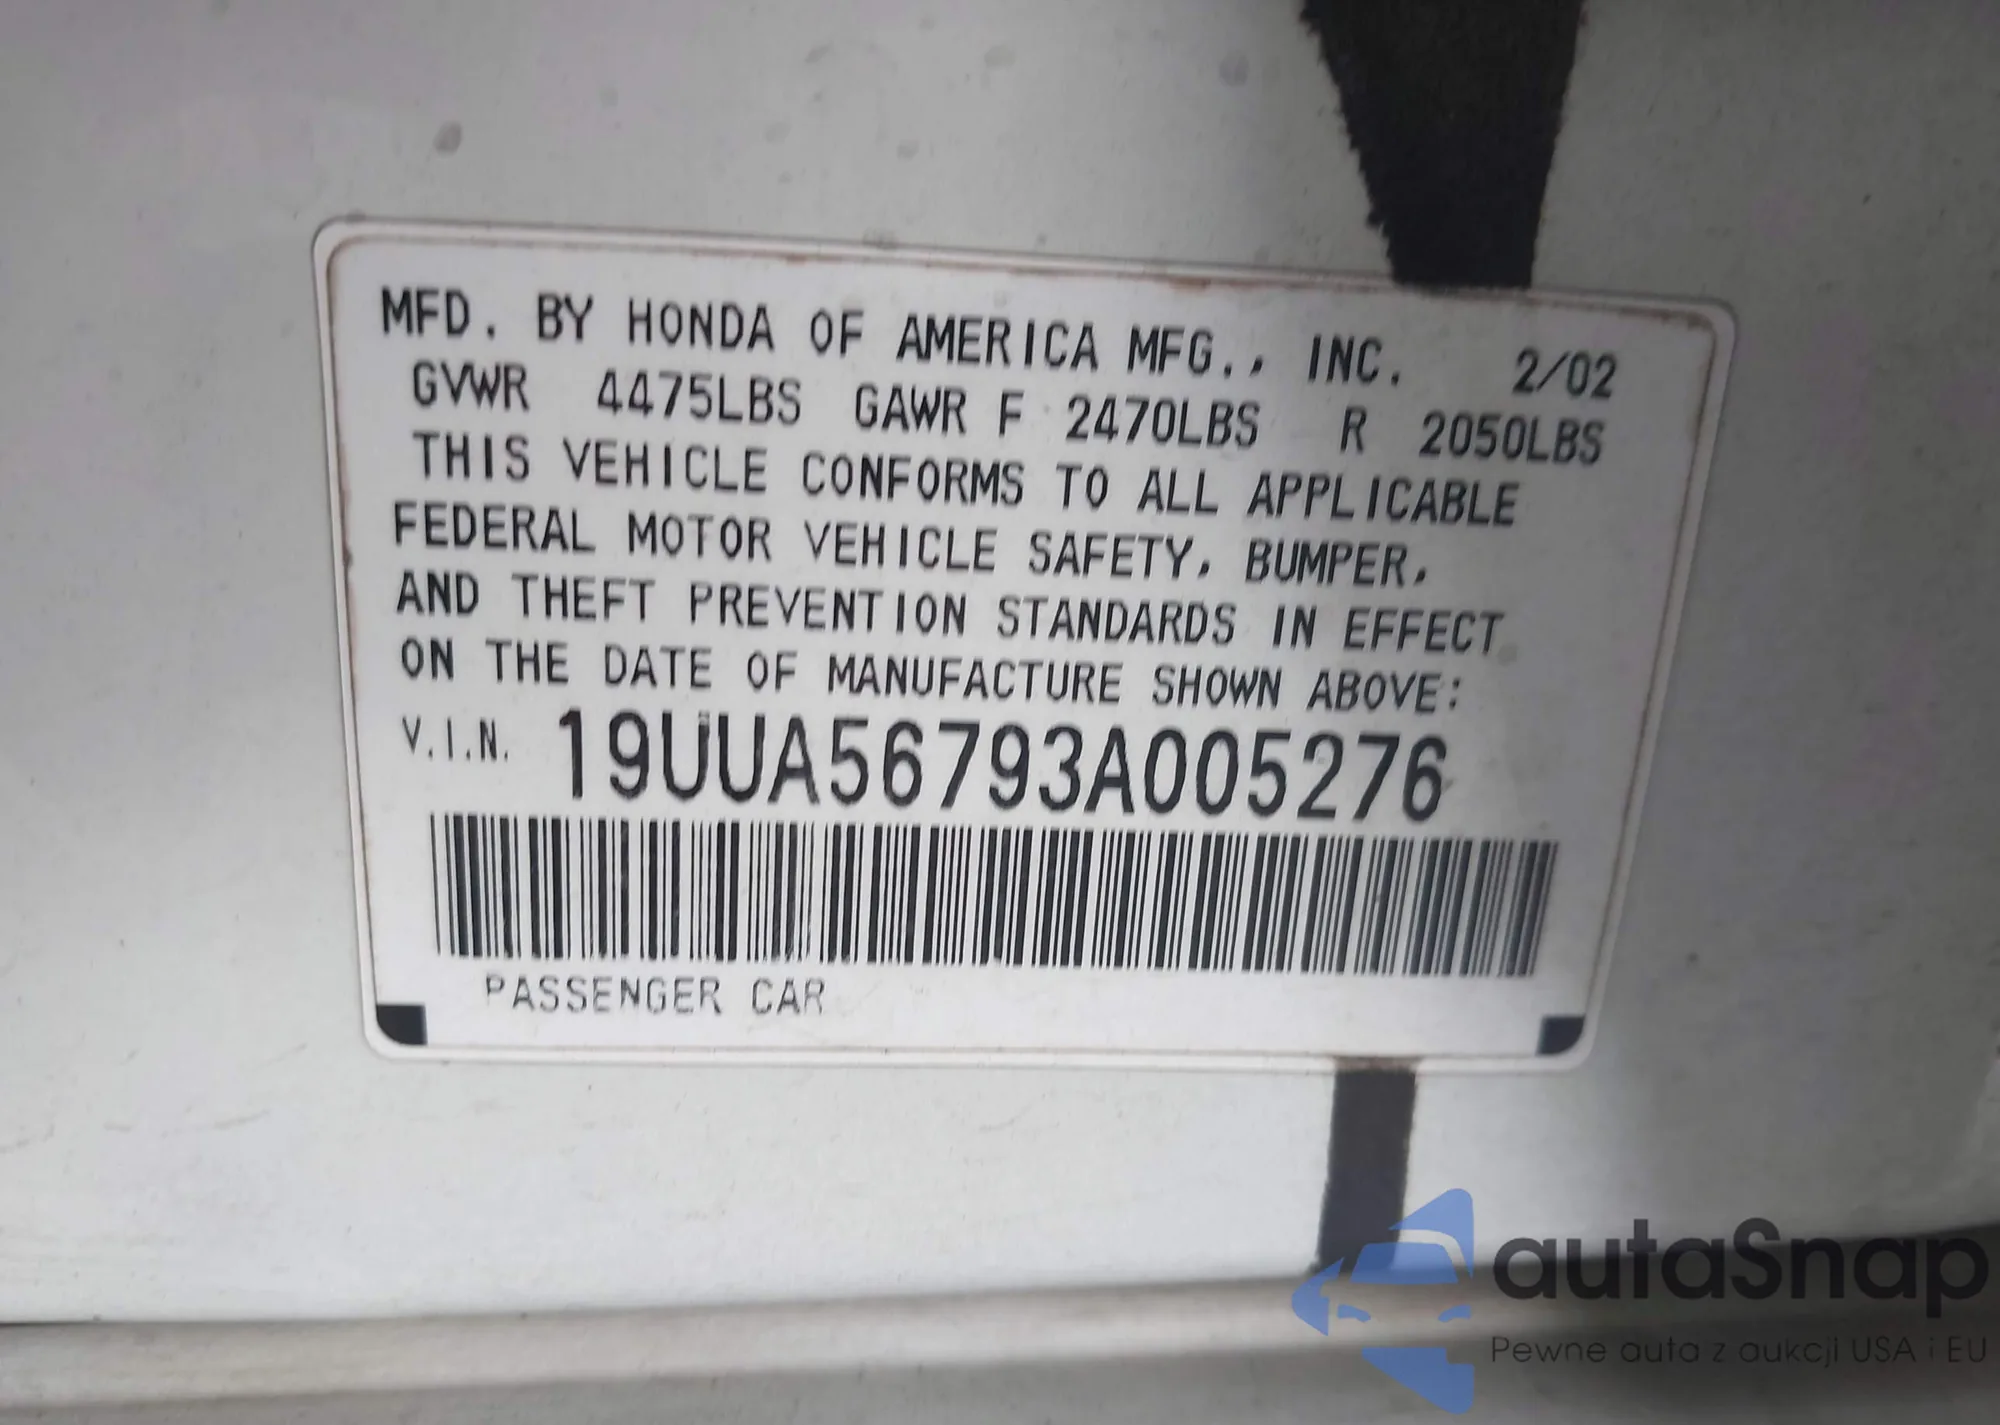 MFD. BY HONDA OF AMERICA MFG., INC. 2/02
GVWR 4475LBS GAWR F 2470LBS R 2050LBS
THIS VEHICLE CONFORMS TO ALL APPLICABLE
FEDERAL MOTOR VEHICLE SAFETY, BUMPER,
AND THEFT PREVENTION STANDARDS IN EFFECT
ON THE DATE OF MANUFACTURE SHOWN ABOVE:
V.I.N. 19UUA56793A005276
PASSENGER CAR
autaSnap
Pewne auta z aukcji USA i EU